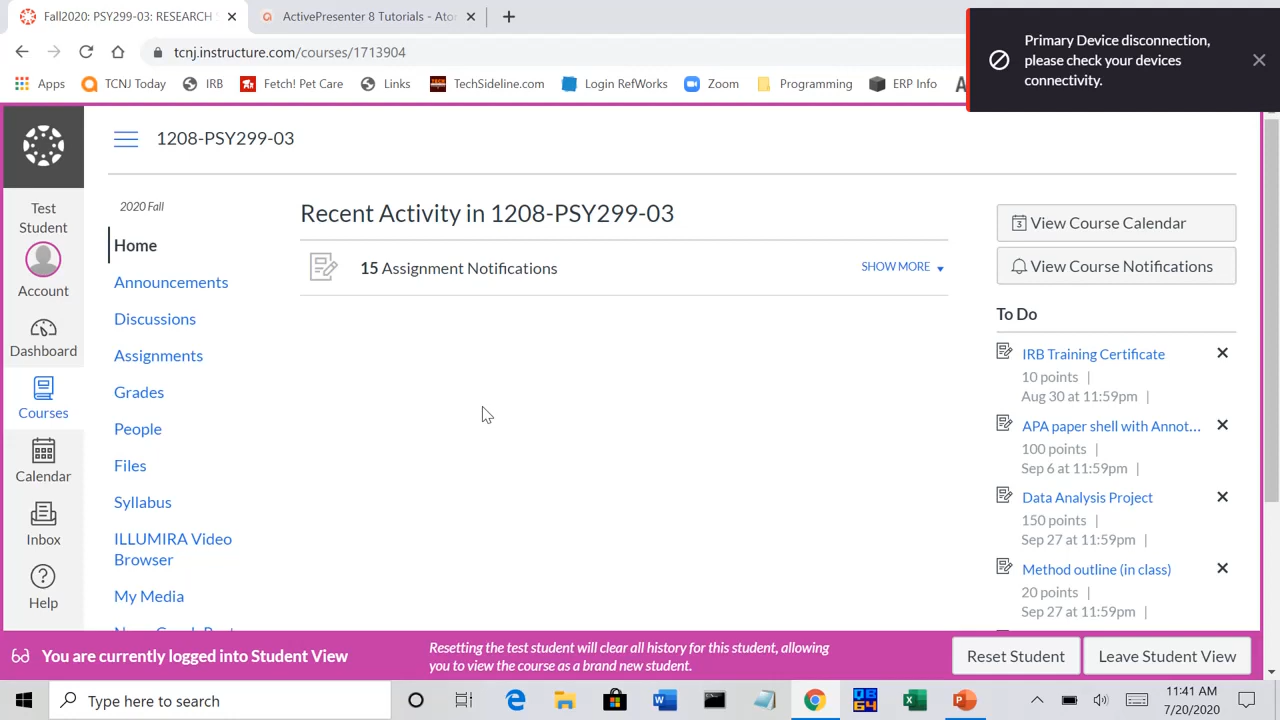 Fall2020: PSY299-03: RESEARCH
ActivePresenter 8 Tutorials - Ato
tcnj.instructure.com/courses/1713904
Primary Device disconnection,
please check your devices
connectivity.
Apps
TCNJ Today
IRB
Fetch! Pet Care
Links
TECH
TechSideline.com
Login RefWorks
Zoom
Programming
ERP Info
1208-PSY299-03
Test
Student
Account
Dashboard
Courses
Calendar
Inbox
Help
2020 Fall
Home
Announcements
Discussions
Assignments
Grades
People
Files
Syllabus
ILLUMIRA Video
Browser
My Media
Recent Activity in 1208-PSY299-03
15 Assignment Notifications
SHOW MORE
3 View Course Calendar
View Course Notifications
To Do
IRB Training Certificate
10 points |
Aug 30 at 11:59pm |
APA paper shell with Annot...
100 points |
Sep 6 at 11:59pm |
Data Analysis Project
150 points |
Sep 27 at 11:59pm |
Method outline (in class)
20 points |
Sep 27 at 11:59pm |
You are currently logged into Student View
Resetting the test student will clear all history for this student, allowing
you to view the course as a brand new student.
Reset Student
Leave Student View
Type here to search
QB
64
11:41 AM
7/20/2020